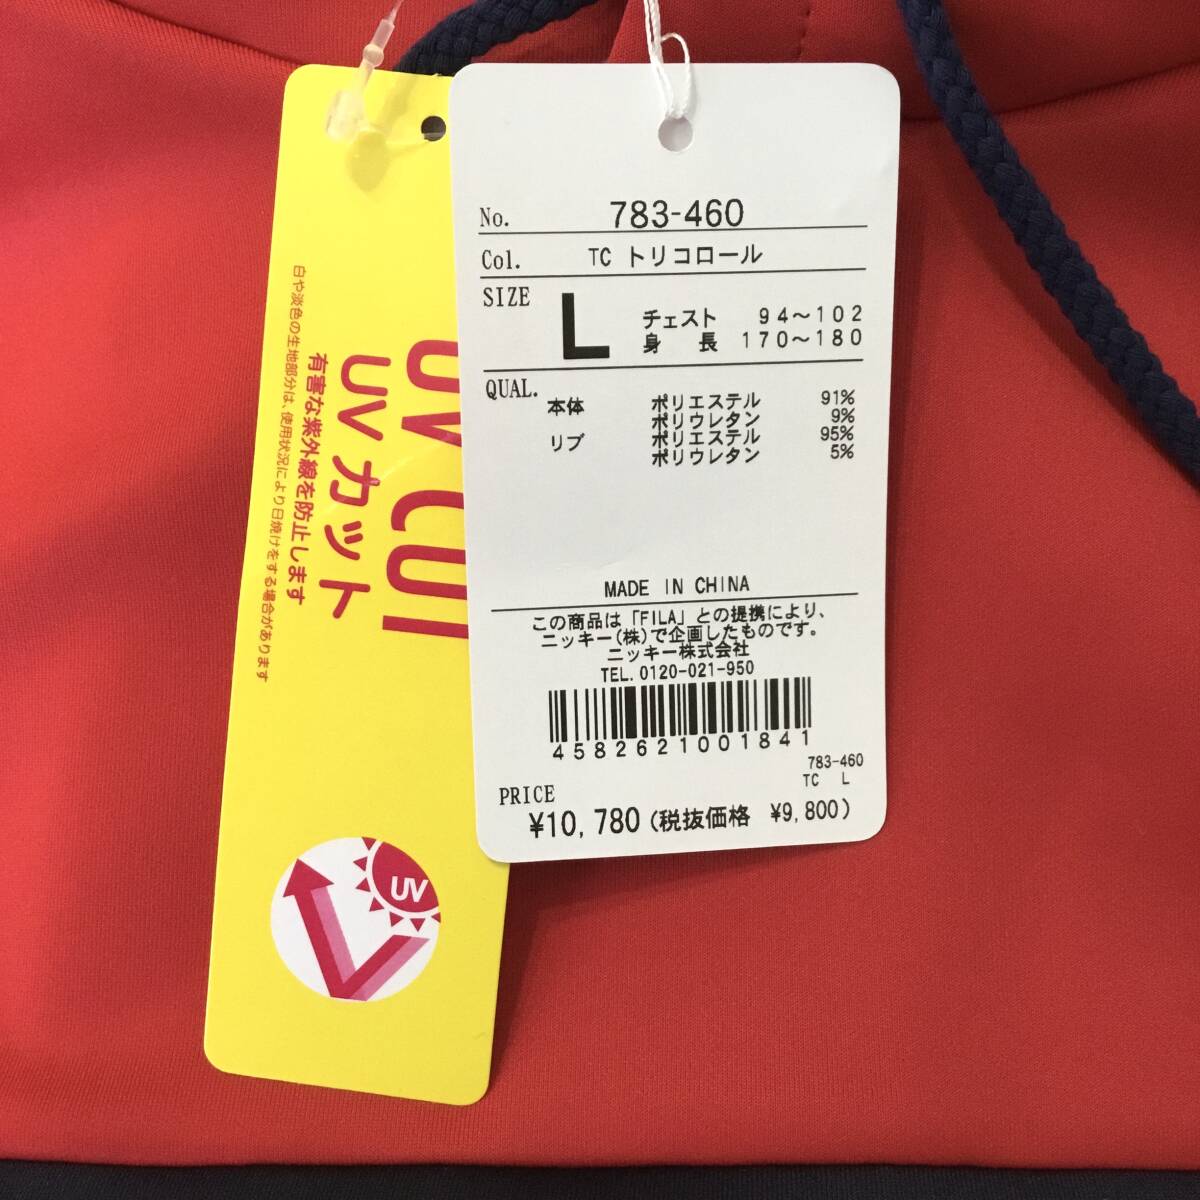 No. 783-460
Col. TC トリコロール
SIZE L チェスト 94～102
身 長 170～180
QUAL. 本体 ポリエステル 91%
ポリウレタン 9%
リブ ポリエステル 95%
ポリウレタン 5%
MADE IN CHINA
この商品は「FILA」との提携により、
ニッキー(株)で企画したものです。
ニッキー株式会社
TEL. 0120-021-950
4582621001841
783-460
TC L
PRICE
¥10,780 (税抜価格 ¥9,800)
UV CUT
UVカット
有害な紫外線を防止します
白や淡色の生地部分は、使用状況により日焼けをする場合があります
UV